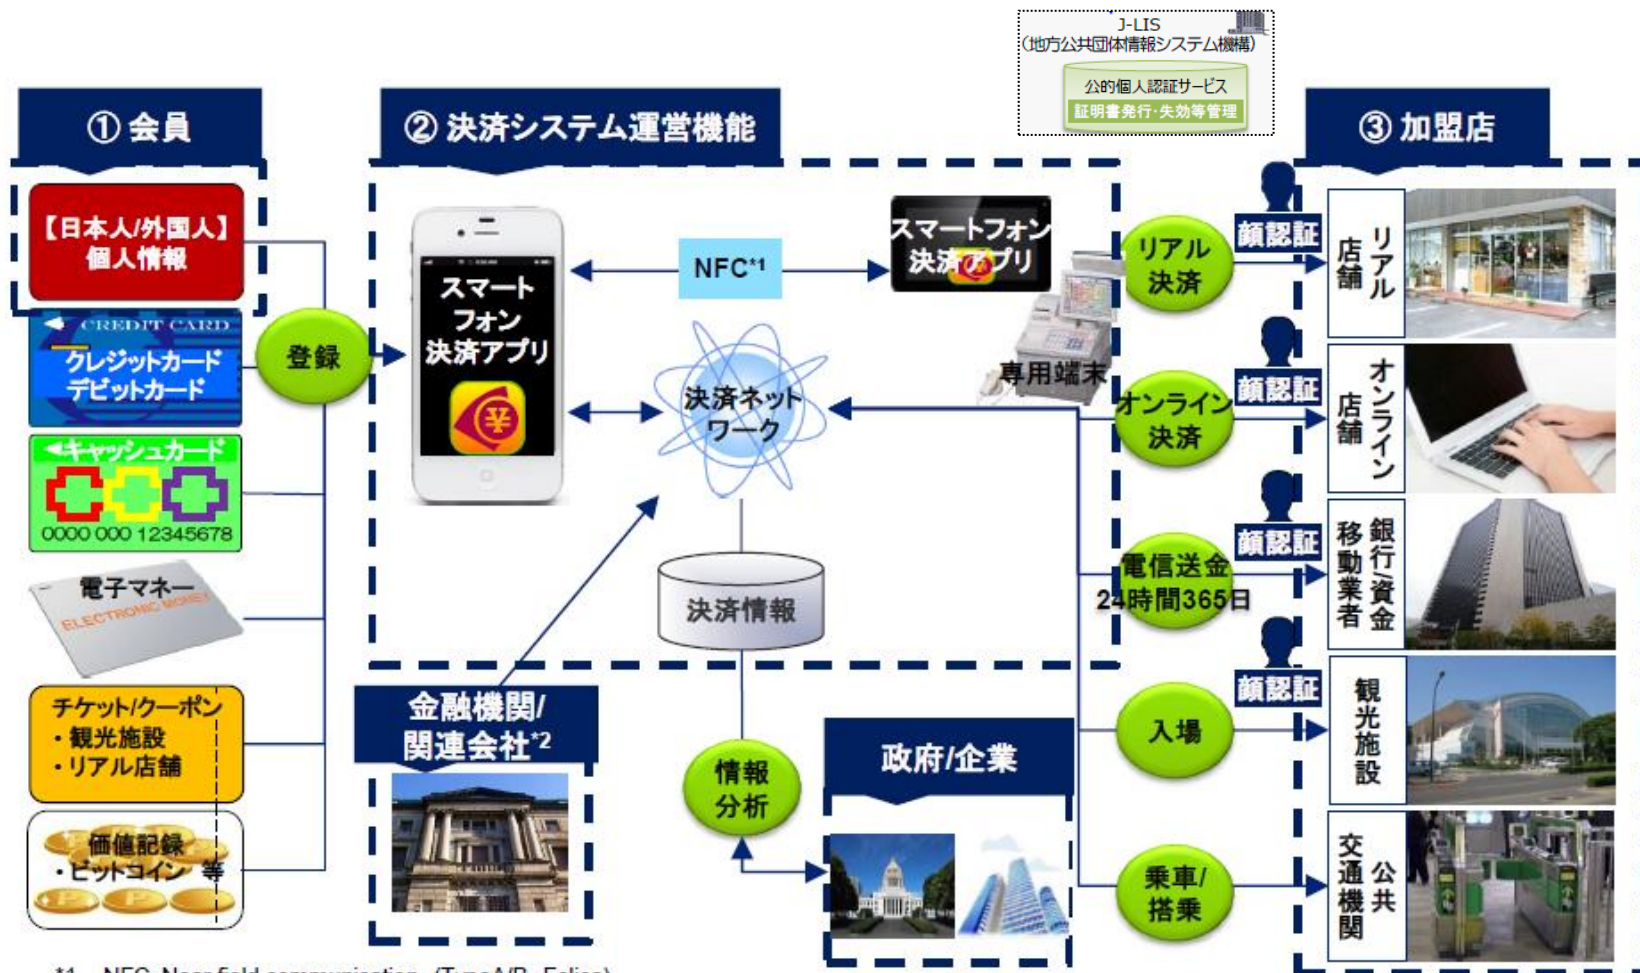 J-LIS
（地方公共団体情報システム機構）
公的個人認証サービス
証明書発行・失効等管理
① 会員
② 決済システム運営機能
③ 加盟店
【日本人/外国人】
個人情報
CREDIT CARD
クレジットカード
デビットカード
キャッシュカード
0000 000 12345678
電子マネー
ELECTRONIC MONEY
チケット/クーポン
・観光施設
・リアル店舗
価値記録
・ビットコイン 等
登録
スマート
フォン
決済アプリ
NFC*1
スマートフォン
決済アプリ
専用端末
決済ネット
ワーク
決済情報
金融機関/
関連会社*2
情報
分析
政府/企業
リアル
決済
顔認証
リアル
店舗
オンライン
決済
顔認証
オンライン
店舗
電信送金
24時間365日
顔認証
銀行/資金
移動業者
入場
顔認証
観光施設
乗車/
搭乗
公共
交通機関
*1 NFC: Near field communication (TypeA/B, Felica)